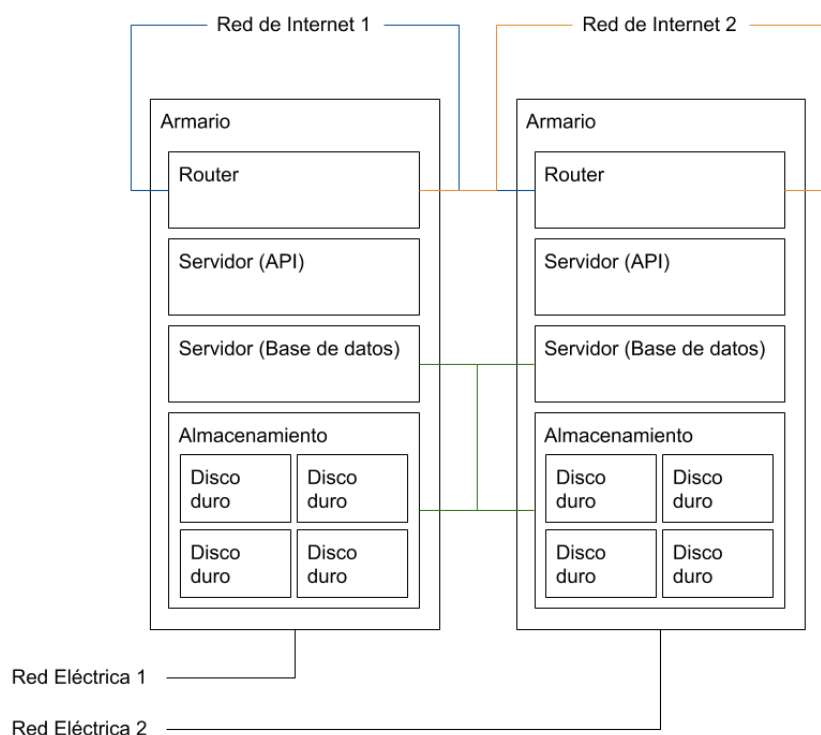 Red de Internet 1
Red de Internet 2
Armario
Router
Servidor (API)
Servidor (Base de datos)
Almacenamiento
Disco
duro
Disco
duro
Disco
duro
Disco
duro
Armario
Router
Servidor (API)
Servidor (Base de datos)
Almacenamiento
Disco
duro
Disco
duro
Disco
duro
Disco
duro
Red Eléctrica 1
Red Eléctrica 2